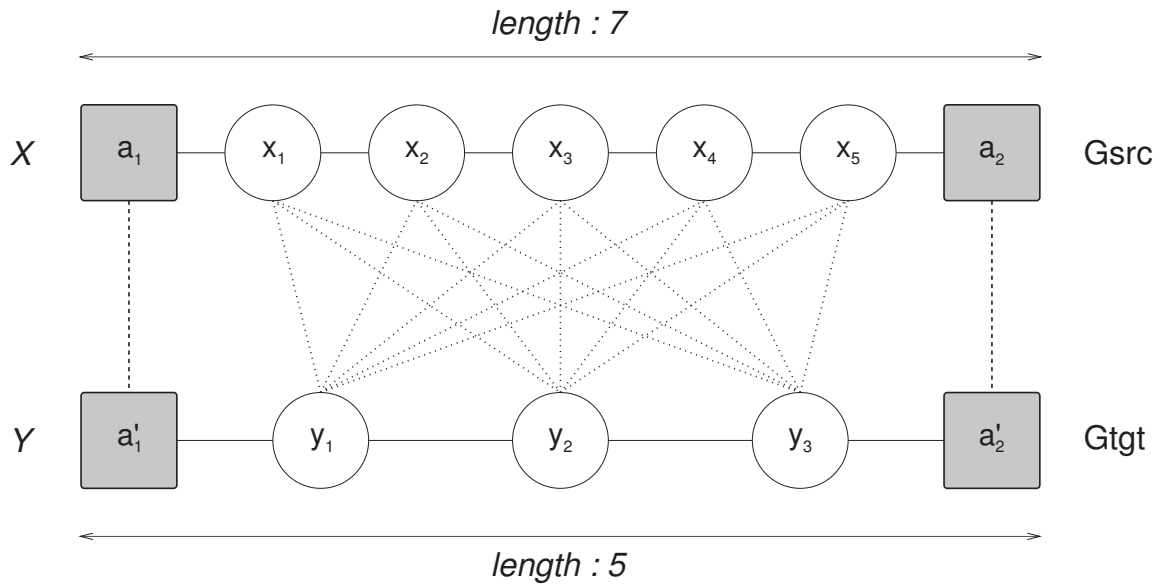 length : 7
X a₁ x₁ x₂ x₃ x₄ x₅ a₂ Gsrc
Y a'₁ y₁ y₂ y₃ a'₂ Gtgt
length : 5